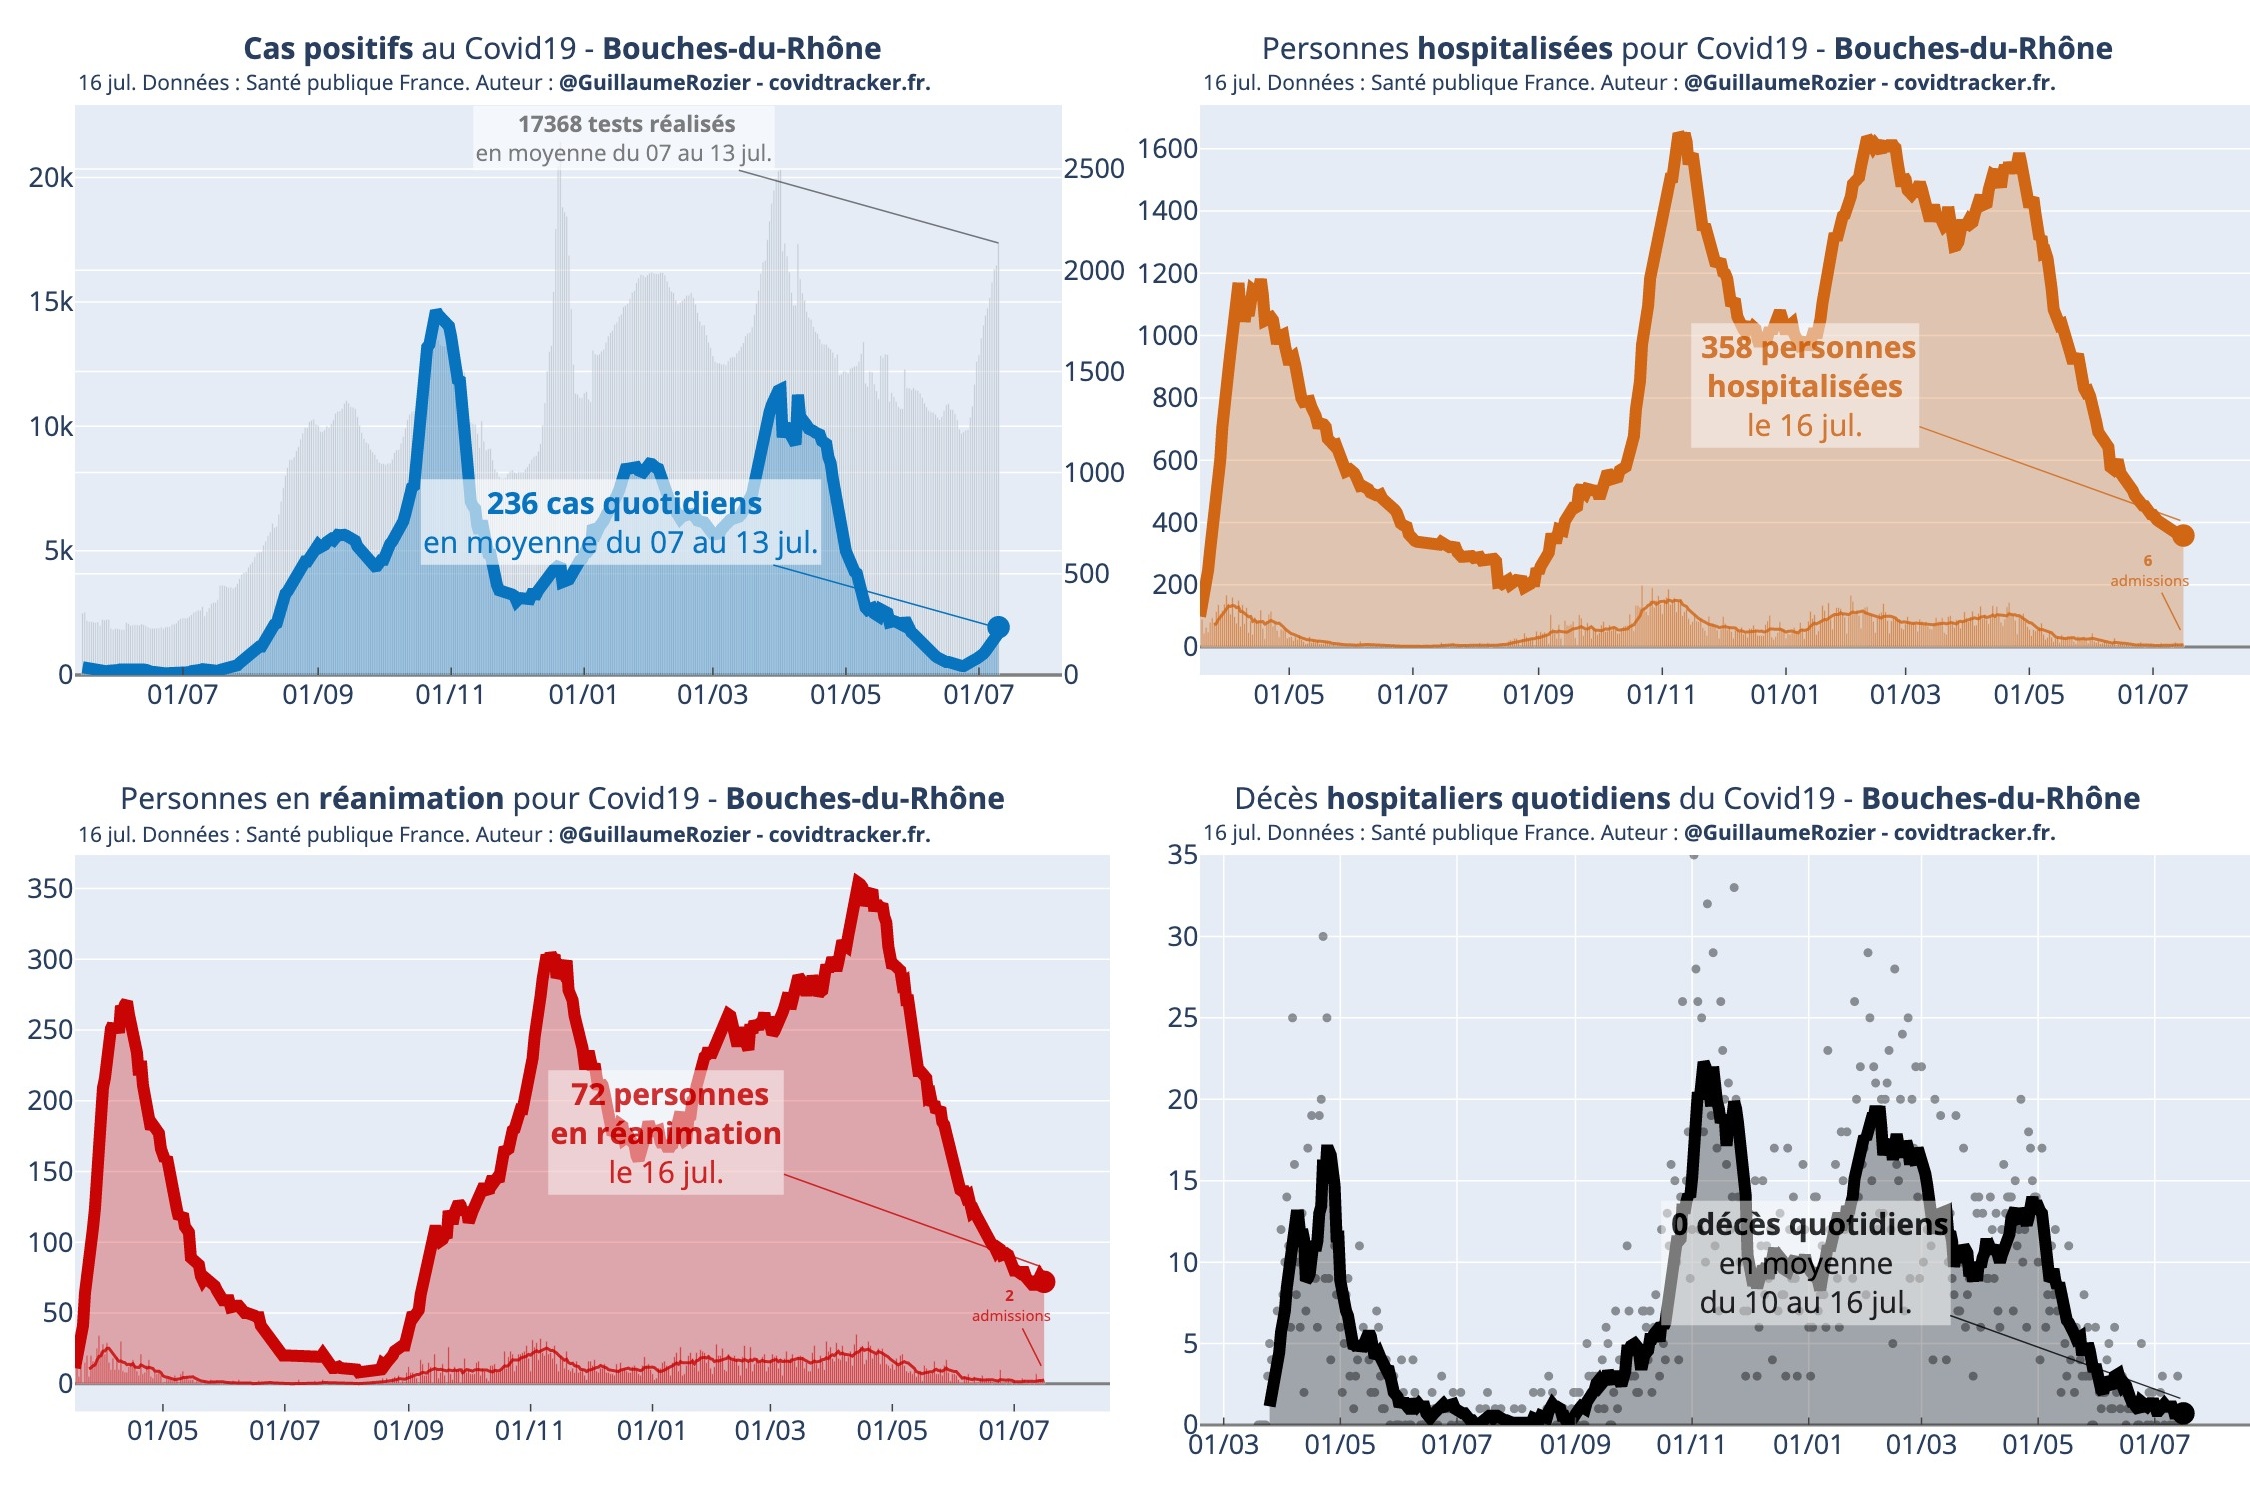 Cas positifs au Covid19 - Bouches-du-Rhône
16 jul. Données : Santé publique France. Auteur : @GuillaumeRozier - covidtracker.fr.
17368 tests réalisés
en moyenne du 07 au 13 jul.
20k
15k
10k
5k
0
2500
2000
1500
1000
500
0
236 cas quotidiens
en moyenne du 07 au 13 jul.
01/07 01/09 01/11 01/01 01/03 01/05 01/07
Personnes hospitalisées pour Covid19 - Bouches-du-Rhône
16 jul. Données : Santé publique France. Auteur : @GuillaumeRozier - covidtracker.fr.
1600
1400
1200
1000
800
600
400
200
0
358 personnes
hospitalisées
le 16 jul.
6
admissions
01/05 01/07 01/09 01/11 01/01 01/03 01/05 01/07
Personnes en réanimation pour Covid19 - Bouches-du-Rhône
16 jul. Données : Santé publique France. Auteur : @GuillaumeRozier - covidtracker.fr.
350
300
250
200
150
100
50
0
72 personnes
en réanimation
le 16 jul.
2
admissions
01/05 01/07 01/09 01/11 01/01 01/03 01/05 01/07
Décès hospitaliers quotidiens du Covid19 - Bouches-du-Rhône
16 jul. Données : Santé publique France. Auteur : @GuillaumeRozier - covidtracker.fr.
35
30
25
20
15
10
5
0
0 décès quotidiens
en moyenne
du 10 au 16 jul.
01/03 01/05 01/07 01/09 01/11 01/01 01/03 01/05 01/07